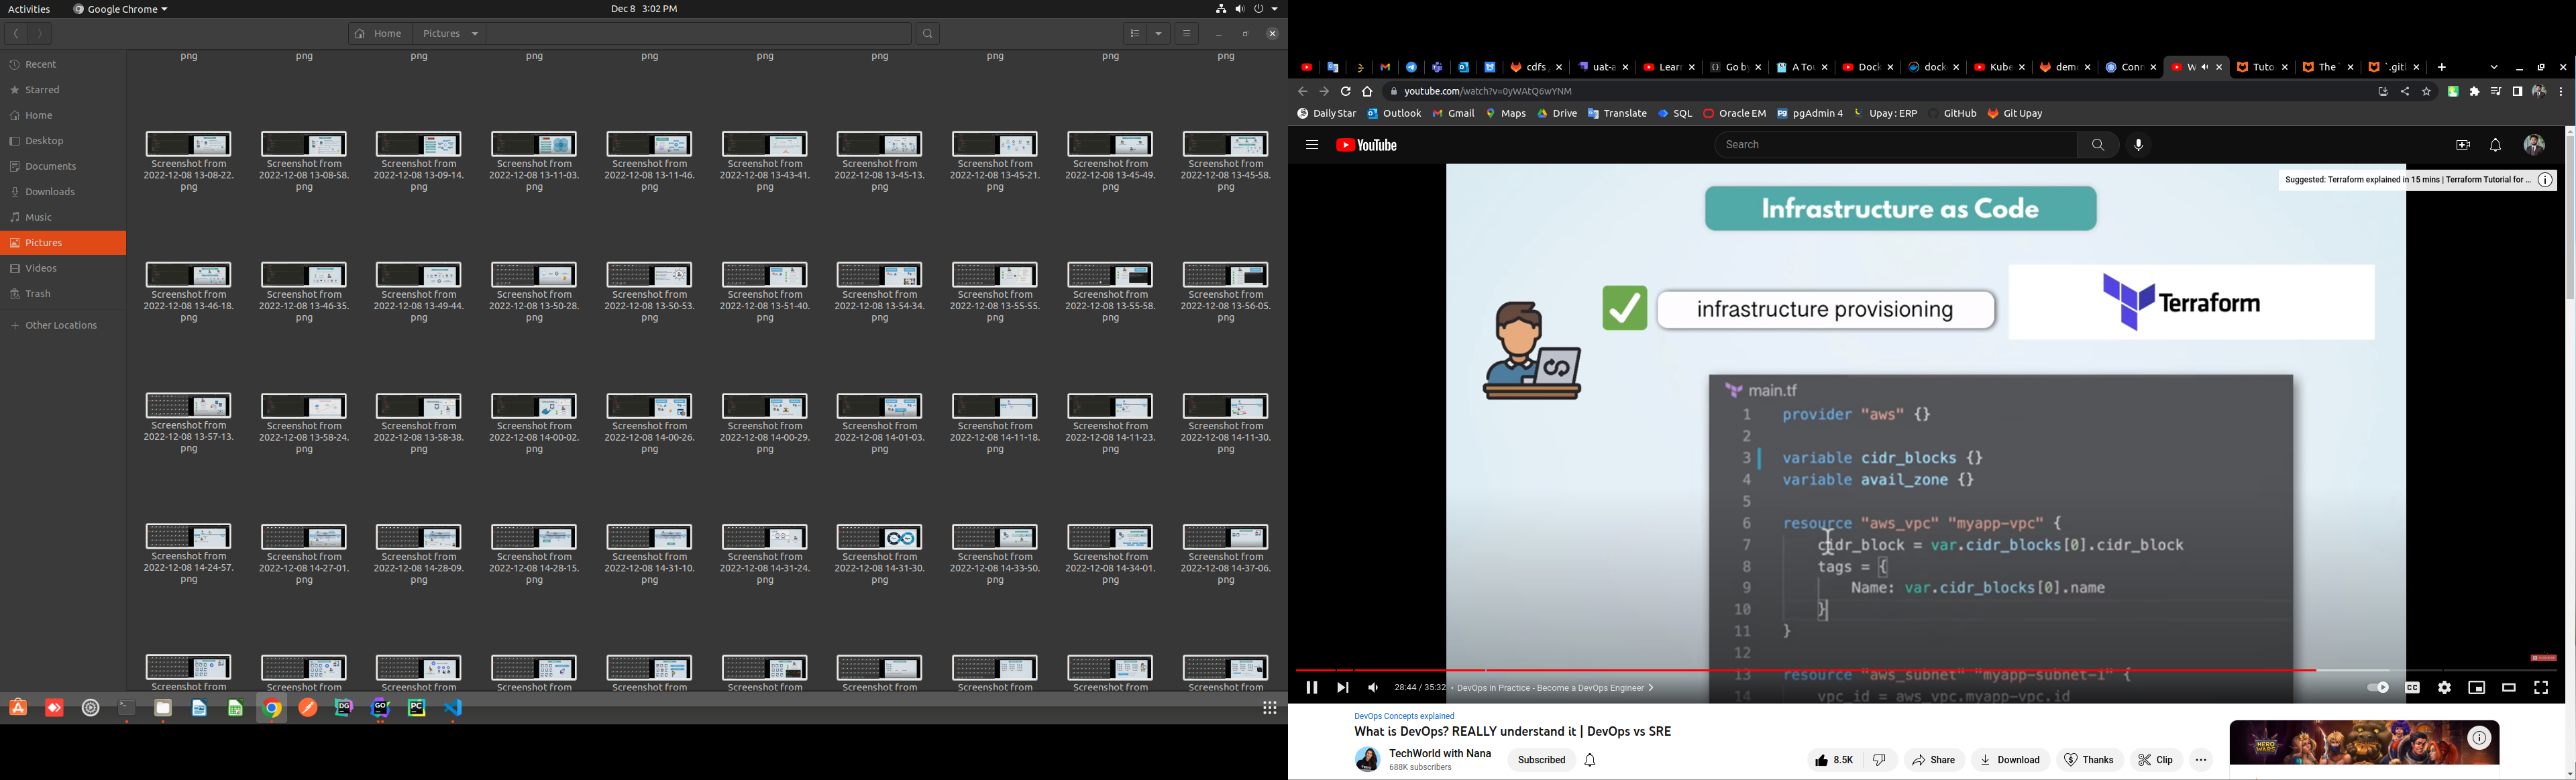 Activities
Google Chrome
Dec 8 3:02 PM
Home
Pictures
Recent
Starred
Home
Desktop
Documents
Downloads
Music
Pictures
Videos
Trash
Other Locations
png png png png png png png png png png
Screenshot from Screenshot from Screenshot from Screenshot from Screenshot from Screenshot from Screenshot from Screenshot from Screenshot from Screenshot from
2022-12-08 13-08-22. 2022-12-08 13-08-58. 2022-12-08 13-09-14. 2022-12-08 13-11-03. 2022-12-08 13-11-46. 2022-12-08 13-43-41. 2022-12-08 13-45-13. 2022-12-08 13-45-21. 2022-12-08 13-45-49. 2022-12-08 13-45-58.
png png png png png png png png png png
Screenshot from Screenshot from Screenshot from Screenshot from Screenshot from Screenshot from Screenshot from Screenshot from Screenshot from Screenshot from
2022-12-08 13-46-18. 2022-12-08 13-46-35. 2022-12-08 13-49-44. 2022-12-08 13-50-28. 2022-12-08 13-50-53. 2022-12-08 13-51-40. 2022-12-08 13-54-34. 2022-12-08 13-55-55. 2022-12-08 13-55-58. 2022-12-08 13-56-05.
png png png png png png png png png png
Screenshot from Screenshot from Screenshot from Screenshot from Screenshot from Screenshot from Screenshot from Screenshot from Screenshot from Screenshot from
2022-12-08 13-57-13. 2022-12-08 13-58-24. 2022-12-08 13-58-38. 2022-12-08 14-00-02. 2022-12-08 14-00-26. 2022-12-08 14-00-29. 2022-12-08 14-01-03. 2022-12-08 14-11-18. 2022-12-08 14-11-23. 2022-12-08 14-11-30.
png png png png png png png png png png
Screenshot from Screenshot from Screenshot from Screenshot from Screenshot from Screenshot from Screenshot from Screenshot from Screenshot from Screenshot from
2022-12-08 14-24-57. 2022-12-08 14-27-01. 2022-12-08 14-28-09. 2022-12-08 14-28-15. 2022-12-08 14-31-10. 2022-12-08 14-31-24. 2022-12-08 14-31-30. 2022-12-08 14-33-50. 2022-12-08 14-34-01. 2022-12-08 14-37-06.
png png png png png png png png png png
Screenshot from Screenshot from Screenshot from Screenshot from Screenshot from Screenshot from Screenshot from Screenshot from Screenshot from Screenshot from
cdfs uat-a Lear Go b A Tou Dock dock Kube dem Conn W Tuto The `.git
youtube.com/watch?v=0yWAtQ6wYNM
Daily Star Outlook Gmail Maps Drive Translate SQL Oracle EM pgAdmin 4 Upay : ERP GitHub Git Upay
YouTube
Search
Suggested: Terraform explained in 15 mins | Terraform Tutorial for ...
Infrastructure as Code
infrastructure provisioning
Terraform
main.tf
1 provider "aws" {}
2
3 variable cidr_blocks {}
4 variable avail_zone {}
5
6 resource "aws_vpc" "myapp-vpc" {
7 cidr_block = var.cidr_blocks[0].cidr_block
8 tags = {
9 Name: var.cidr_blocks[0].name
10 }
11 }
12
13 resource "aws_subnet" "myapp-subnet-1" {
14 vpc_id = aws_vpc.myapp-vpc.id
28:44 / 35:32 • DevOps in Practice - Become a DevOps Engineer
DevOps Concepts explained
What is DevOps? REALLY understand it | DevOps vs SRE
TechWorld with Nana
688K subscribers
Subscribed
8.5K
Share
Download
Thanks
Clip
HERO WARS